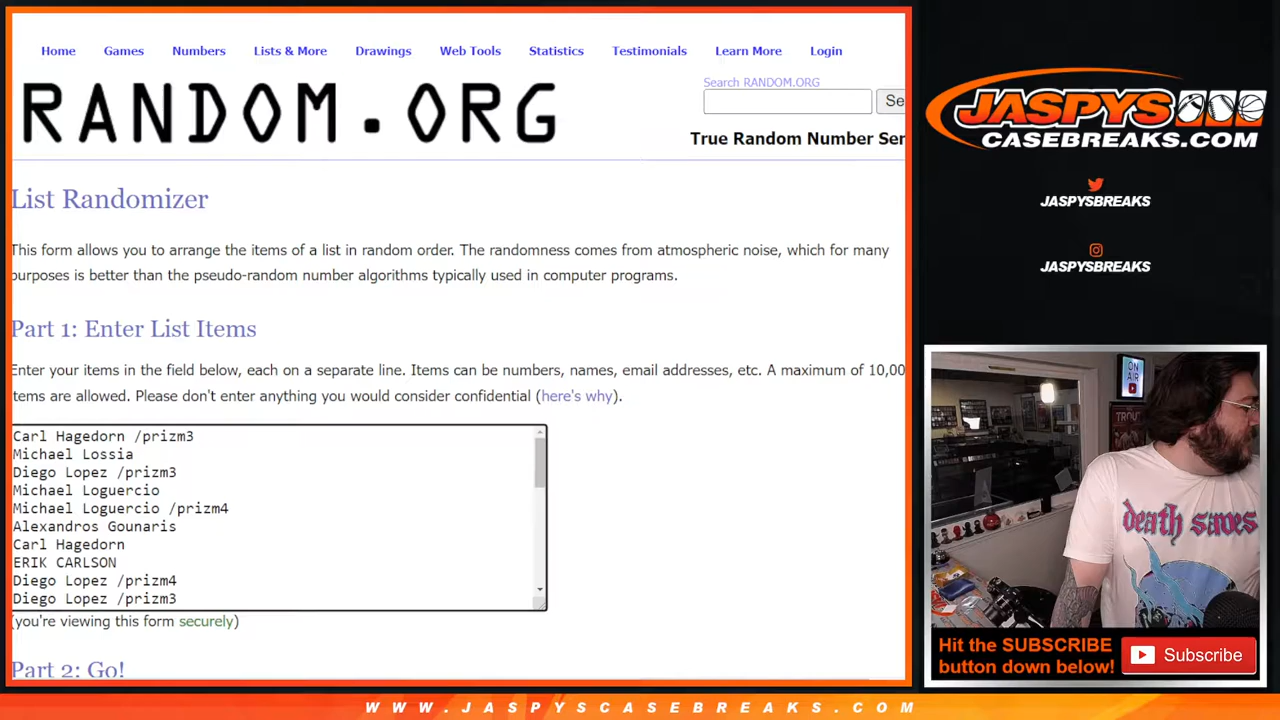 Home Games Numbers Lists & More Drawings Web Tools Statistics Testimonials Learn More Login
Search RANDOM.ORG
RANDOM.ORG
Se
True Random Number Ser
List Randomizer
This form allows you to arrange the items of a list in random order. The randomness comes from atmospheric noise, which for many
purposes is better than the pseudo-random number algorithms typically used in computer programs.
Part 1: Enter List Items
Enter your items in the field below, each on a separate line. Items can be numbers, names, email addresses, etc. A maximum of 10,00
tems are allowed. Please don't enter anything you would consider confidential (here's why).
Carl Hagedorn /prizm3
Michael Lossia
Diego Lopez /prizm3
Michael Loguercio
Michael Loguercio /prizm4
Alexandros Gounaris
Carl Hagedorn
ERIK CARLSON
Diego Lopez /prizm4
Diego Lopez /prizm3
(you're viewing this form securely)
Part 2: Go!
JASPYS
CASEBREAKS.COM
JASPYSBREAKS
JASPYSBREAKS
ON
AIR
TROUT
death saves
Hit the SUBSCRIBE
button down below!
Subscribe
WWW.JASPYSCASEBREAKS.COM